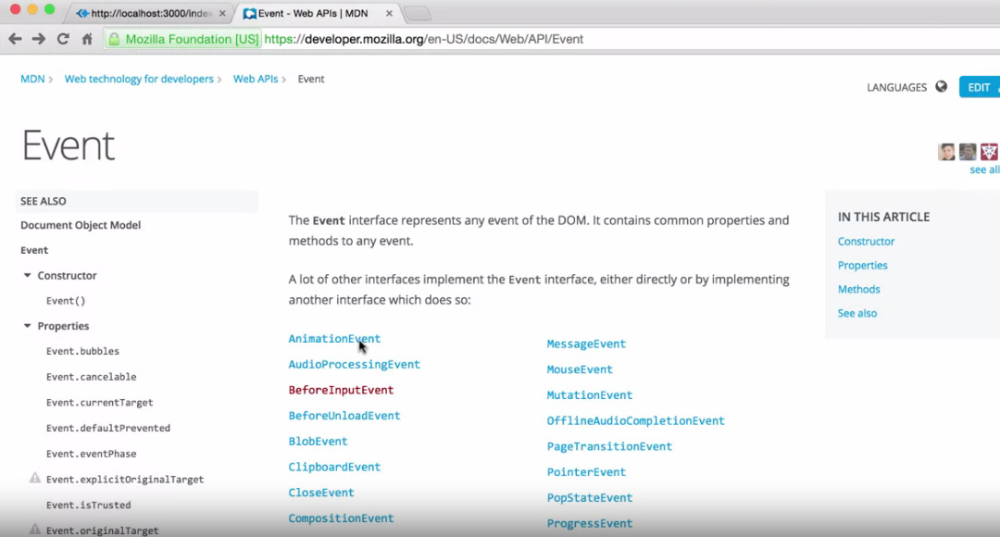 http://localhost:3000/inde
Event - Web APIs | MDN
Mozilla Foundation [US] https://developer.mozilla.org/en-US/docs/Web/API/Event
MDN Web technology for developers Web APIs Event
LANGUAGES
EDIT
Event
see all
SEE ALSO
Document Object Model
Event
Constructor
Event()
Properties
Event.bubbles
Event.cancelable
Event.currentTarget
Event.defaultPrevented
Event.eventPhase
Event.explicitOriginalTarget
Event.isTrusted
Event.originalTarget
The Event interface represents any event of the DOM. It contains common properties and
methods to any event.
A lot of other interfaces implement the Event interface, either directly or by implementing
another interface which does so:
AnimationEvent
AudioProcessingEvent
BeforeInputEvent
BeforeUnloadEvent
BlobEvent
ClipboardEvent
CloseEvent
CompositionEvent
MessageEvent
MouseEvent
MutationEvent
OfflineAudioCompletionEvent
PageTransitionEvent
PointerEvent
PopStateEvent
ProgressEvent
IN THIS ARTICLE
Constructor
Properties
Methods
See also